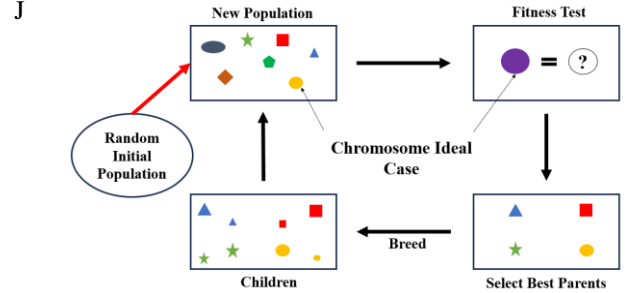 J
New Population
Fitness Test
= ?
Random
Initial
Population
Chromosome Ideal
Case
Breed
Children
Select Best Parents